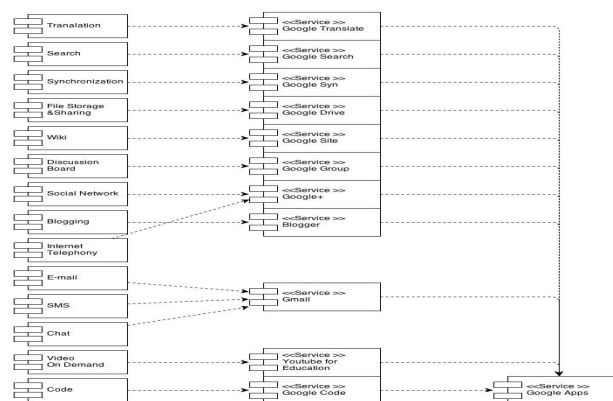 Tranalation
<<Service >>
Google Translate
Search
<<Service >>
Google Search
Synchronization
<<Service >>
Google Syn
File Storage
&Sharing
<<Service >>
Google Drive
Wiki
<<Service >>
Google Site
Discussion
Board
<<Service >>
Google Group
Social Network
<<Service >>
Google+
Blogging
<<Service >>
Blogger
Internet
Telephony
E-mail
<<Service >>
Gmail
SMS
Chat
Video
On Demand
<<Service >>
Youtube for
Education
Code
<<Service >>
Google Code
<<Service >>
Google Apps